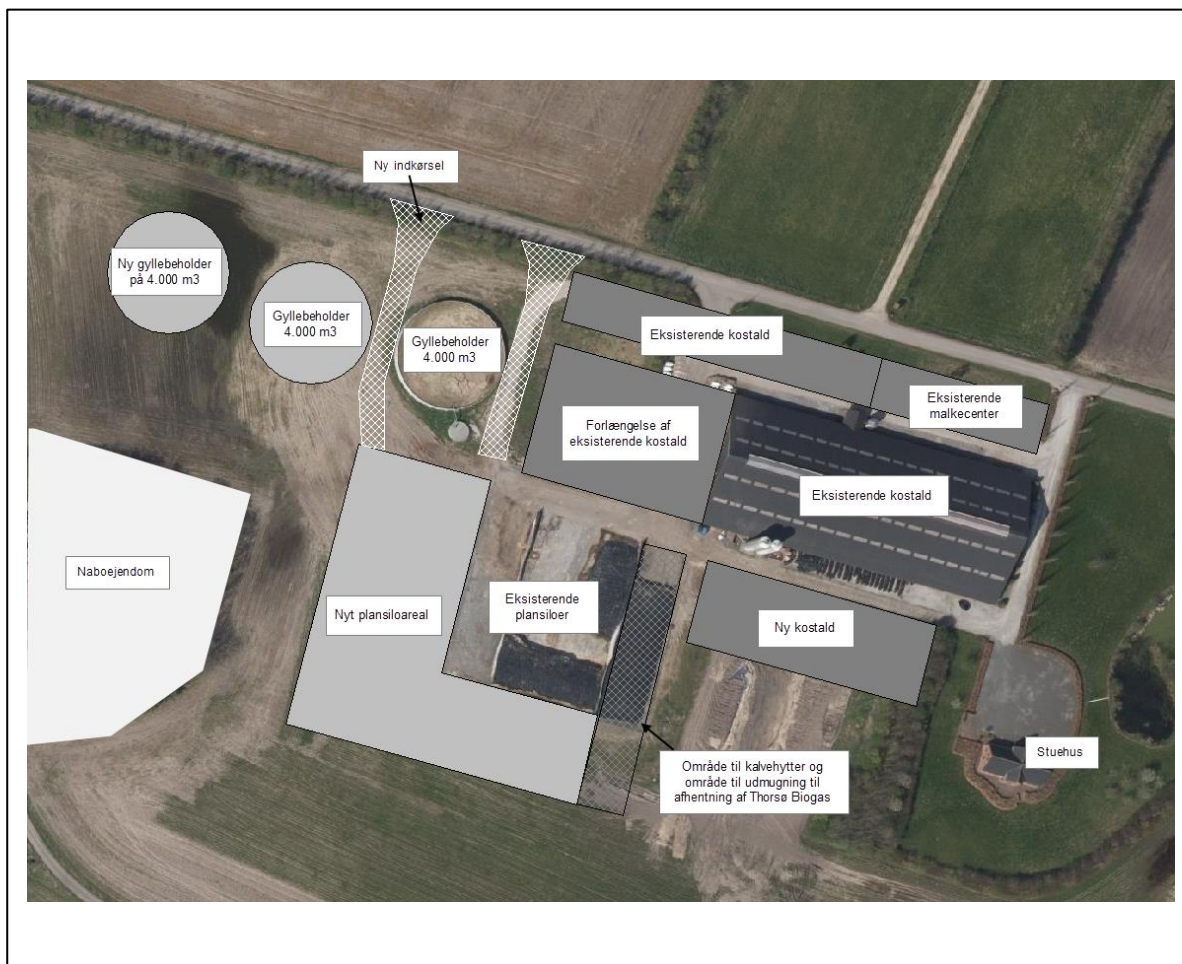 Ny indkørsel
Ny gyllebeholder
på 4.000 m3
Gyllebeholder
4.000 m3
Gyllebeholder
4.000 m3
Eksisterende kostald
Eksisterende
malkecenter
Forlængelse af
eksisterende kostald
Eksisterende kostald
Naboejendom
Nyt plansiloareal
Eksisterende
plansiloer
Ny kostald
Område til kalvehytter og
område til udmugning til
afhentning af Thorsø Biogas
Stuehus